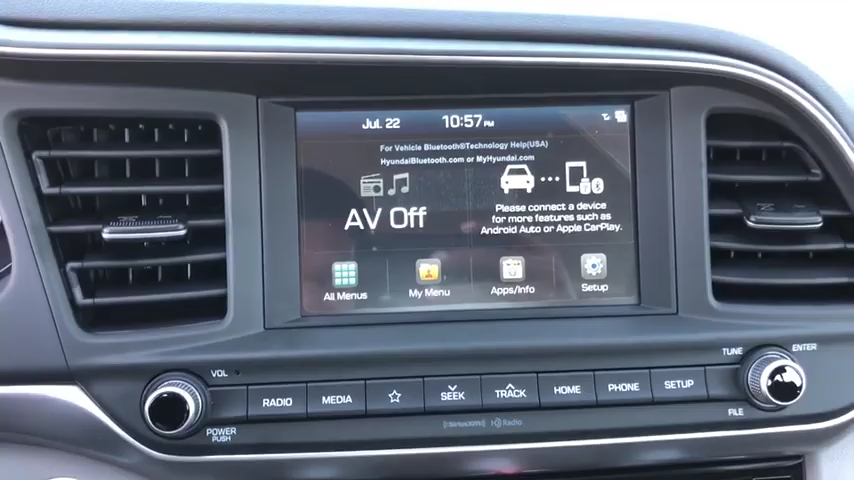 Jul. 22 10:57PM
For Vehicle Bluetooth®Technology Help(USA)
HyundaiBluetooth.com or MyHyundai.com
AV Off
Please connect a device
for more features such as
Android Auto or Apple CarPlay.
All Menus My Menu Apps/Info Setup
VOL
TUNE
ENTER
RADIO MEDIA ☆ SEEK TRACK HOME PHONE SETUP
POWER
PUSH
FILE
SiriusXM HD Radio